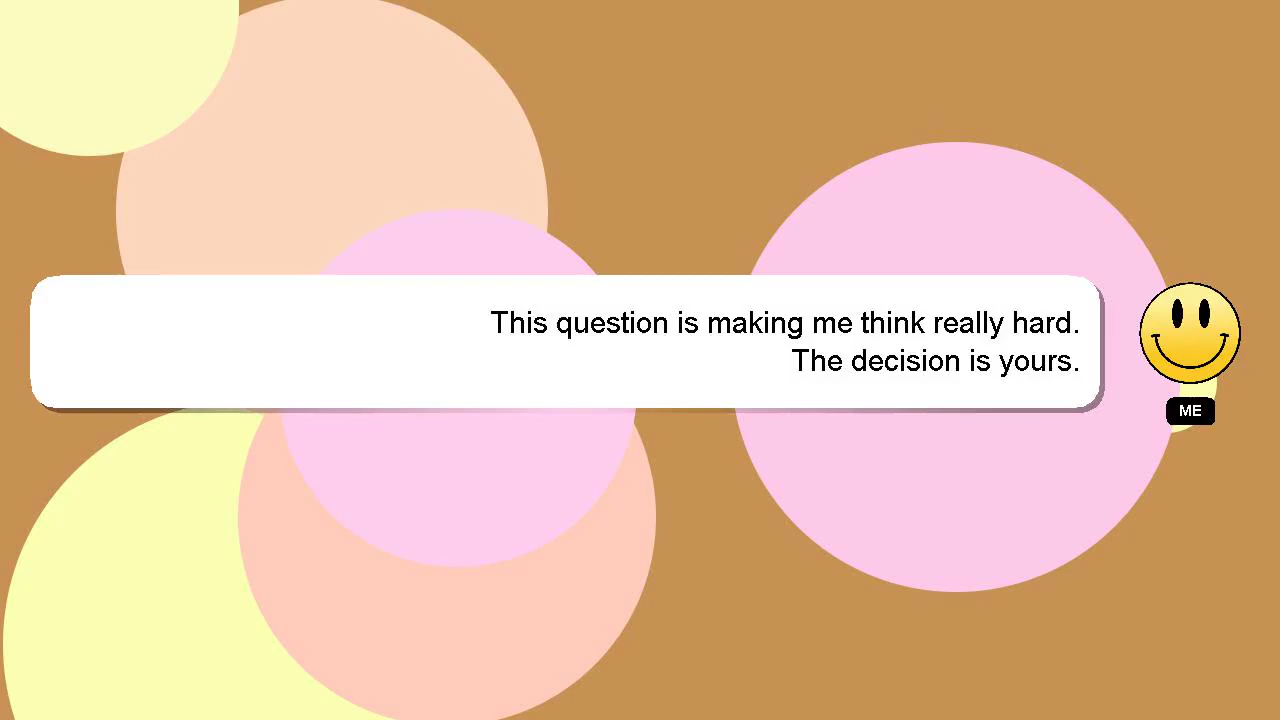 This question is making me think really hard.
The decision is yours.
ME